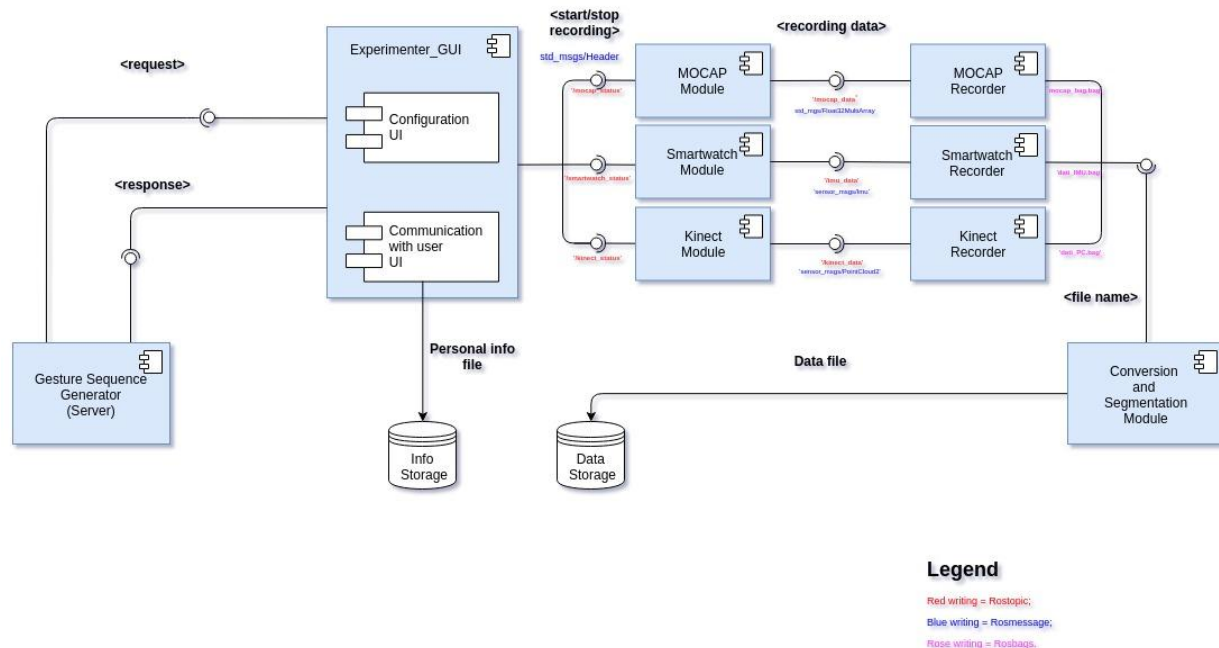 <start/stop
recording>
<recording data>
std_msgs/Header
Experimenter_GUI
<request>
MOCAP
Module
MOCAP
Recorder
'/mocap_status'
'/mocap_data'
std_mgs/Float32MultiArray
'mocap_bag.bag'
Configuration
UI
Smartwatch
Module
Smartwatch
Recorder
'/smartwatch_status'
'/imu_data'
'sensor_msgs/Imu'
'dati_IMU.bag'
<response>
Communication
with user
UI
Kinect
Module
Kinect
Recorder
'/kinect_status'
'/kinect_data'
'sensor_msgs/PointCloud2'
'dati_PC.bag'
<file name>
Personal info
file
Data file
Gesture Sequence
Generator
(Server)
Conversion
and
Segmentation
Module
Info
Storage
Data
Storage
Legend
Red writing = Rostopic;
Blue writing = Rosmessage;
Rose writing = Rosbags.